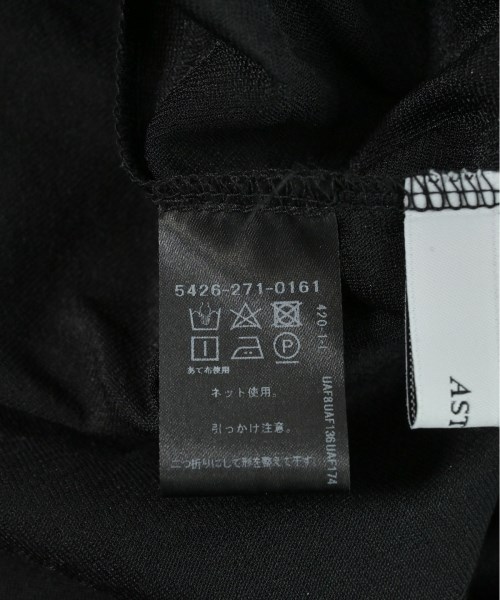 5426-271-0161
あて布使用
ネット使用。
引っかけ注意。
二つ折りにして形を整えて干す。
420-1-1
UAF8UAF136UAF174
AST